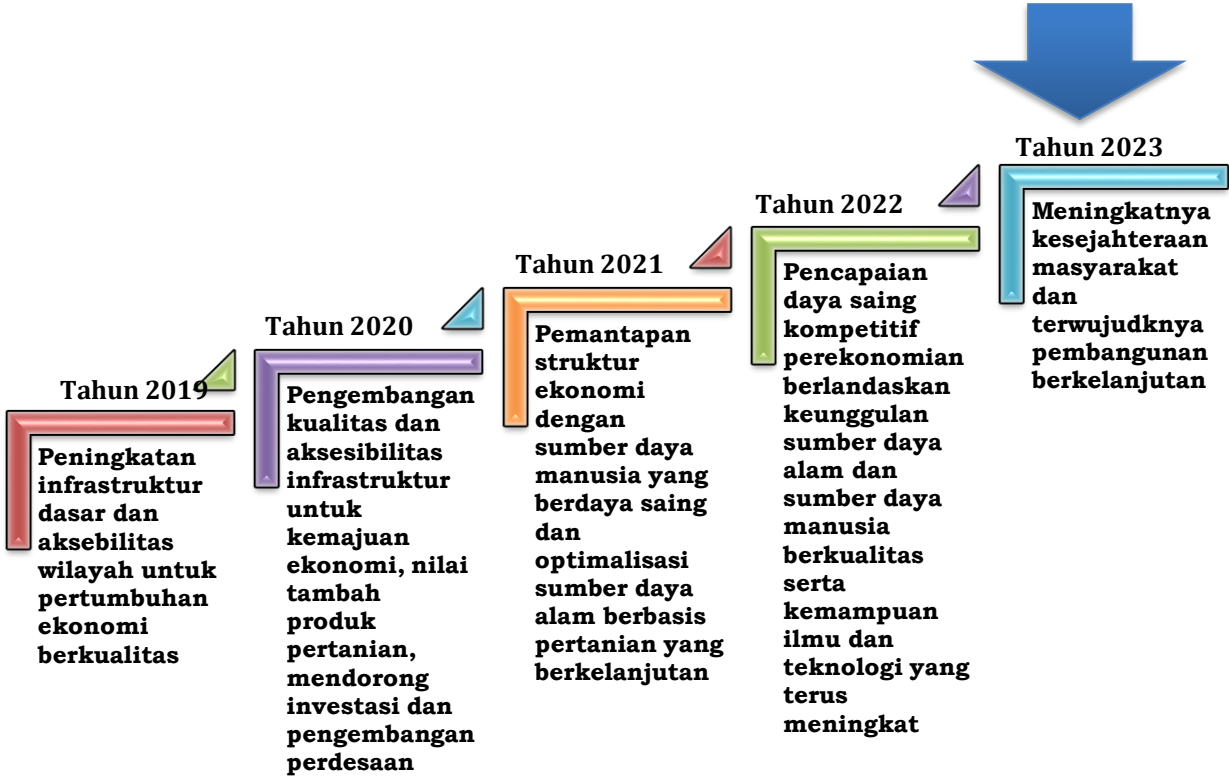 Tahun 2019
Peningkatan
infrastruktur
dasar dan
aksebilitas
wilayah untuk
pertumbuhan
ekonomi
berkualitas
Tahun 2020
Pengembangan
kualitas dan
aksesibilitas
infrastruktur
untuk
kemajuan
ekonomi, nilai
tambah
produk
pertanian,
mendorong
investasi dan
pengembangan
perdesaan
Tahun 2021
Pemantapan
struktur
ekonomi
dengan
sumber daya
manusia yang
berdaya saing
dan
optimalisasi
sumber daya
alam berbasis
pertanian yang
berkelanjutan
Tahun 2022
Pencapaian
daya saing
kompetitif
perekonomian
berlandaskan
keunggulan
sumber daya
alam dan
sumber daya
manusia
berkualitas
serta
kemampuan
ilmu dan
teknologi yang
terus
meningkat
Tahun 2023
Meningkatnya
kesejahteraan
masyarakat
dan
terwujudknya
pembangunan
berkelanjutan